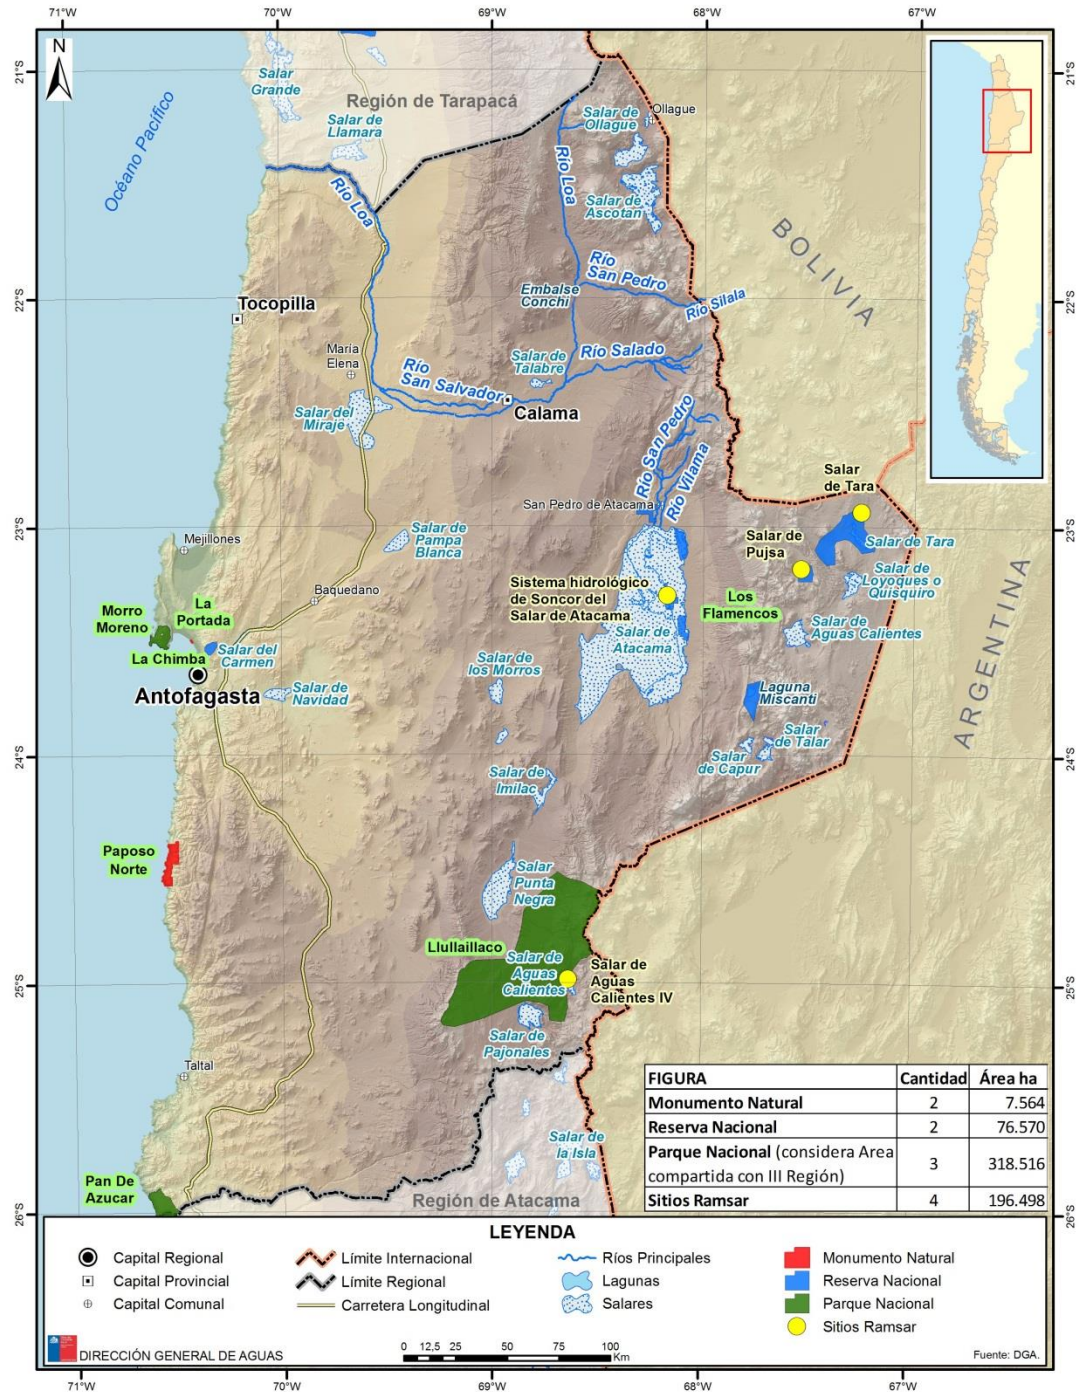 71°W
70°W
69°W
68°W
67°W
N
21°S
21°S
Salar
Grande
Región de Tarapacá
Salar de
Llamara
Océano Pacífico
Salar de
Ollague
Ollague
Río Loa
Río Loa
Salar de
Ascotan
BOLIVIA
22°S
22°S
Río
San Pedro
Embalse
Conchi
Río Silala
Tocopilla
María
Elena
Salar de
Talabre
Río Salado
Río
San Salvador
Calama
Salar del
Miraje
Río San Pedro
Río Vilama
Salar
de Tara
San Pedro de Atacama
23°S
23°S
Salar de
Pampa
Blanca
Mejillones
Salar de
Pujsa
Salar de Tara
Salar de
Loyoques o
Quisquiro
Sistema hidrológico
de Soncor del
Salar de Atacama
Los
Flamencos
Baquedano
La
Portada
Morro
Moreno
Salar de
Atacama
Salar de
Aguas Calientes
ARGENTINA
La Chimba
Salar del
Carmen
Antofagasta
Salar de
Navidad
Salar de
los Morros
Laguna
Miscanti
Salar
de Talar
Salar
de Capur
24°S
24°S
Salar de
Imilac
Paposo
Norte
Salar
Punta
Negra
Llullaillaco
Salar de
Aguas
Calientes
Salar de
Aguas
Calientes IV
25°S
25°S
Salar de
Pajonales
Taltal
Salar de
la Isla
Pan De
Azucar
Región de Atacama
26°S
26°S
FIGURA Cantidad Área ha
Monumento Natural 2 7.564
Reserva Nacional 2 76.570
Parque Nacional (considera Area
compartida con III Región) 3 318.516
Sitios Ramsar 4 196.498
LEYENDA
Capital Regional
Capital Provincial
Capital Comunal
Límite Internacional
Límite Regional
Carretera Longitudinal
Ríos Principales
Lagunas
Salares
Monumento Natural
Reserva Nacional
Parque Nacional
Sitios Ramsar
DIRECCIÓN GENERAL DE AGUAS
0 12,5 25 50 75 100
Km
Fuente: DGA.
71°W
70°W
69°W
68°W
67°W